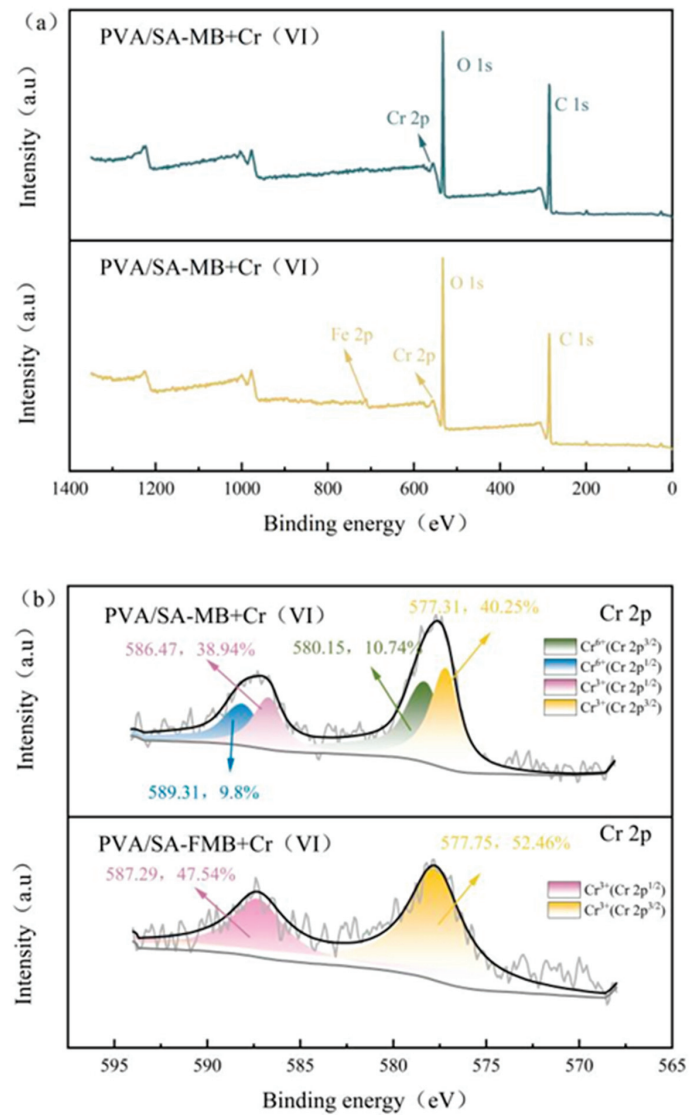 (a)
PVA/SA-MB+Cr（VI）
O 1s
C 1s
Cr 2p
Intensity（a.u）
PVA/SA-MB+Cr（VI）
O 1s
Fe 2p
Cr 2p
C 1s
Intensity（a.u）
1400 1200 1000 800 600 400 200 0
Binding energy（eV）
(b)
PVA/SA-MB+Cr（VI）
577.31，40.25%
Cr 2p
586.47，38.94%
580.15，10.74%
Cr⁶⁺(Cr 2p³/²)
Cr⁶⁺(Cr 2p¹/²)
Cr³⁺(Cr 2p¹/²)
Cr³⁺(Cr 2p³/²)
589.31，9.8%
Intensity（a.u）
PVA/SA-FMB+Cr（VI）
577.75，52.46%
Cr 2p
587.29，47.54%
Cr³⁺(Cr 2p¹/²)
Cr³⁺(Cr 2p³/²)
Intensity（a.u）
595 590 585 580 575 570 565
Binding energy（eV）